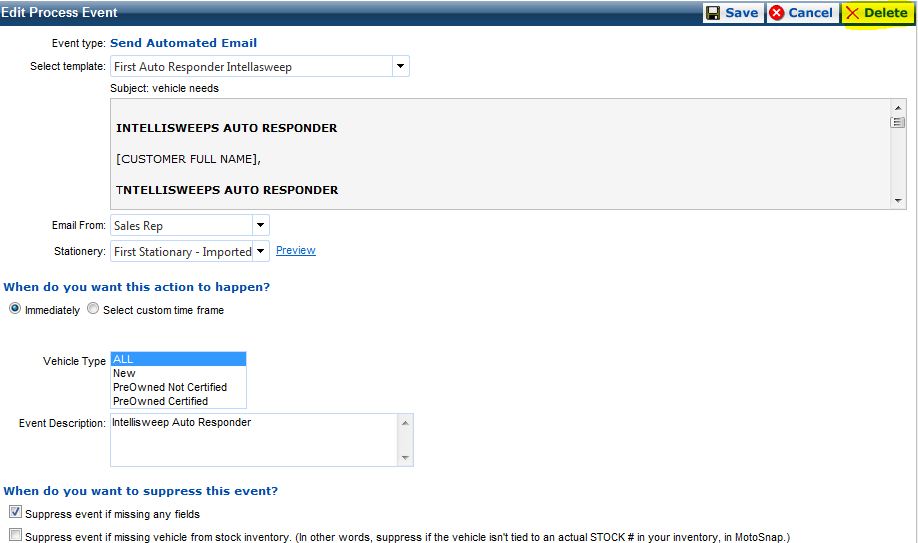 Edit Process Event Save Cancel Delete
Event type: Send Automated Email
Select template: First Auto Responder Intellasweep
Subject: vehicle needs
INTELLISWEEPS AUTO RESPONDER
[CUSTOMER FULL NAME],
TNTELLISWEEPS AUTO RESPONDER
Email From: Sales Rep
Stationery: First Stationary - Imported Preview
When do you want this action to happen?
Immediately Select custom time frame
Vehicle Type ALL
New
PreOwned Not Certified
PreOwned Certified
Event Description: Intellisweep Auto Responder
When do you want to suppress this event?
Suppress event if missing any fields
Suppress event if missing vehicle from stock inventory. (In other words, suppress if the vehicle isn't tied to an actual STOCK # in your inventory, in MotoSnap.)